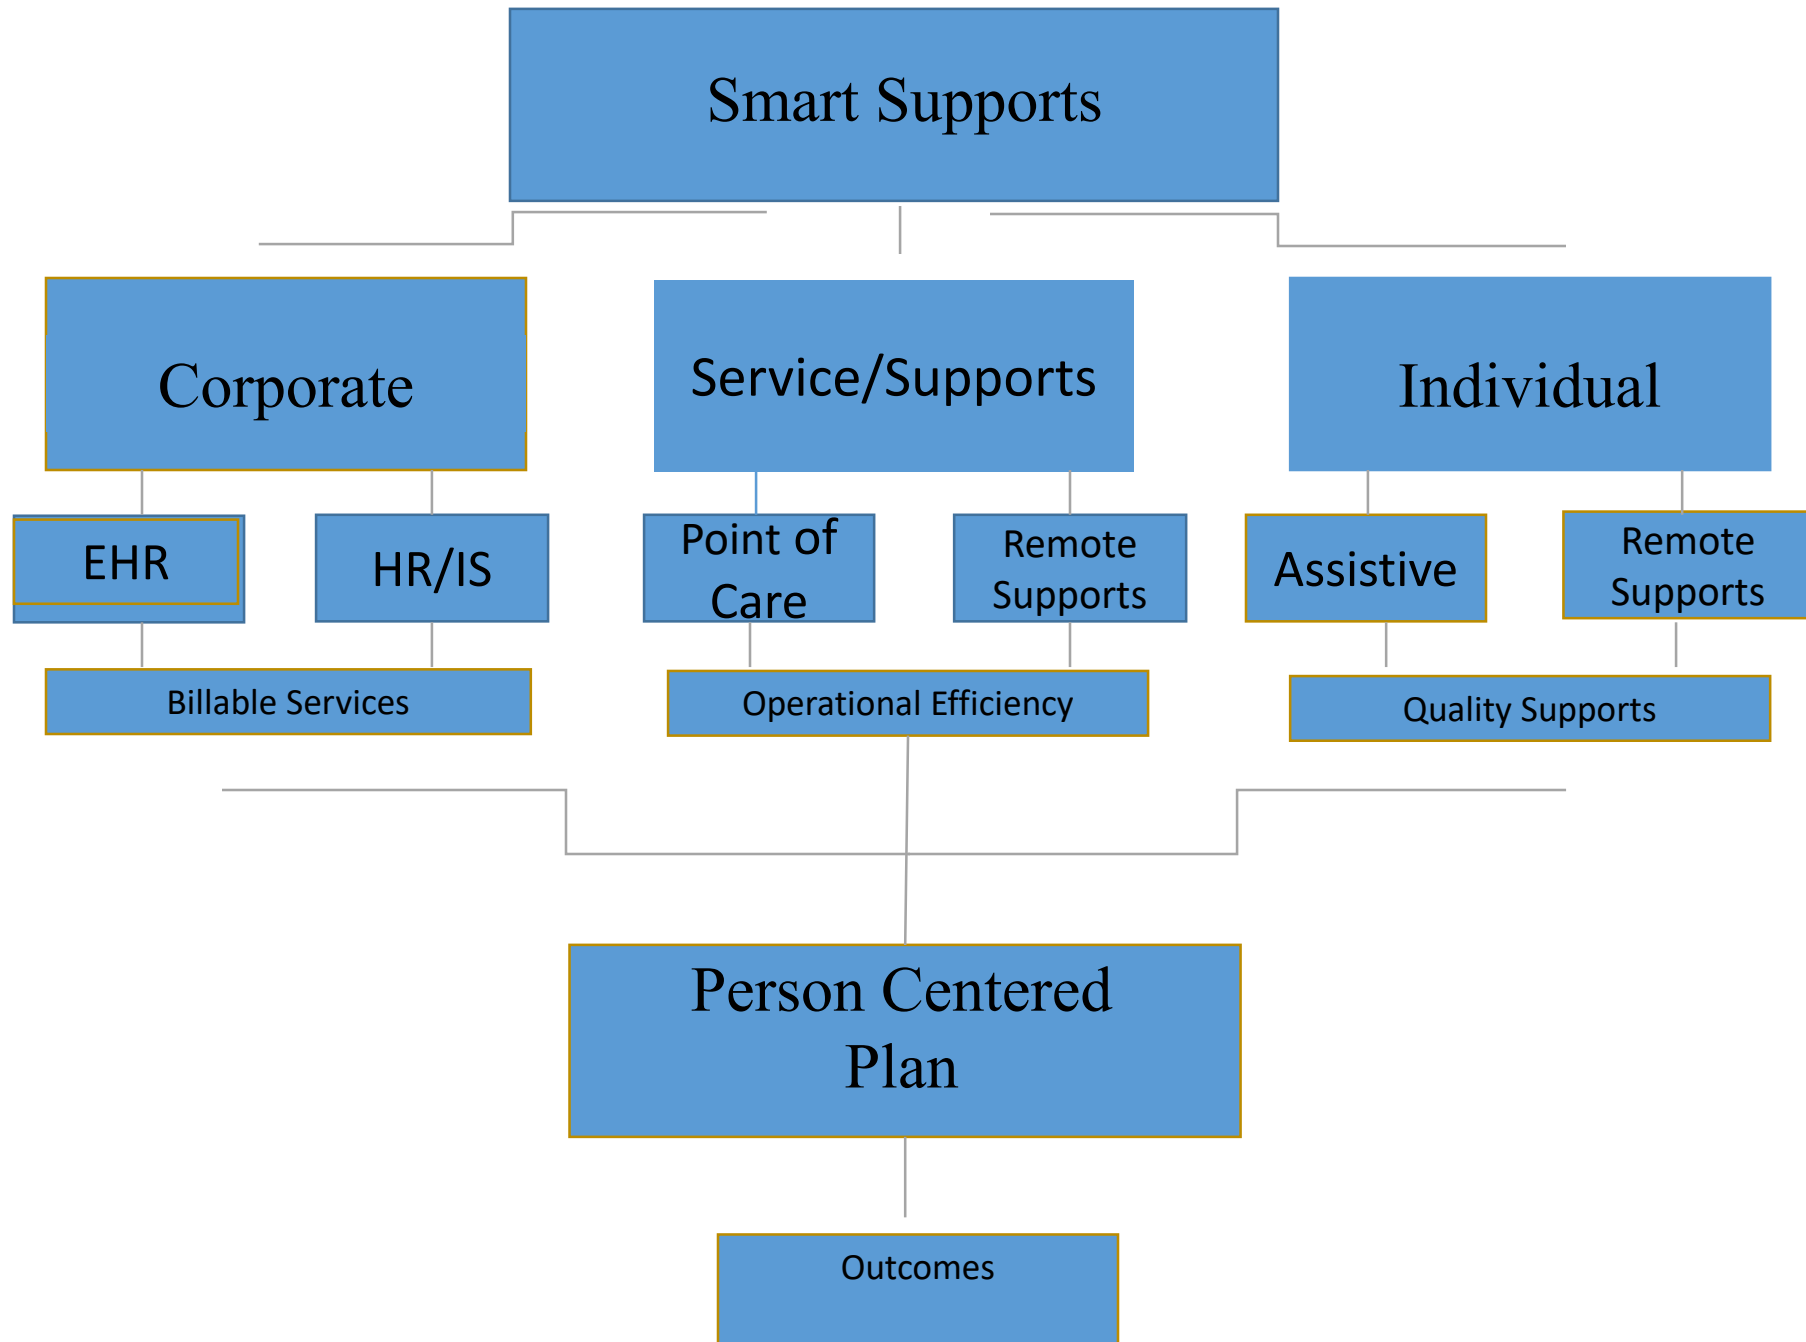 Smart Supports
Corporate
Service/Supports
Individual
EHR
HR/IS
Point of
Care
Remote
Supports
Assistive
Remote
Supports
Billable Services
Operational Efficiency
Quality Supports
Person Centered
Plan
Outcomes